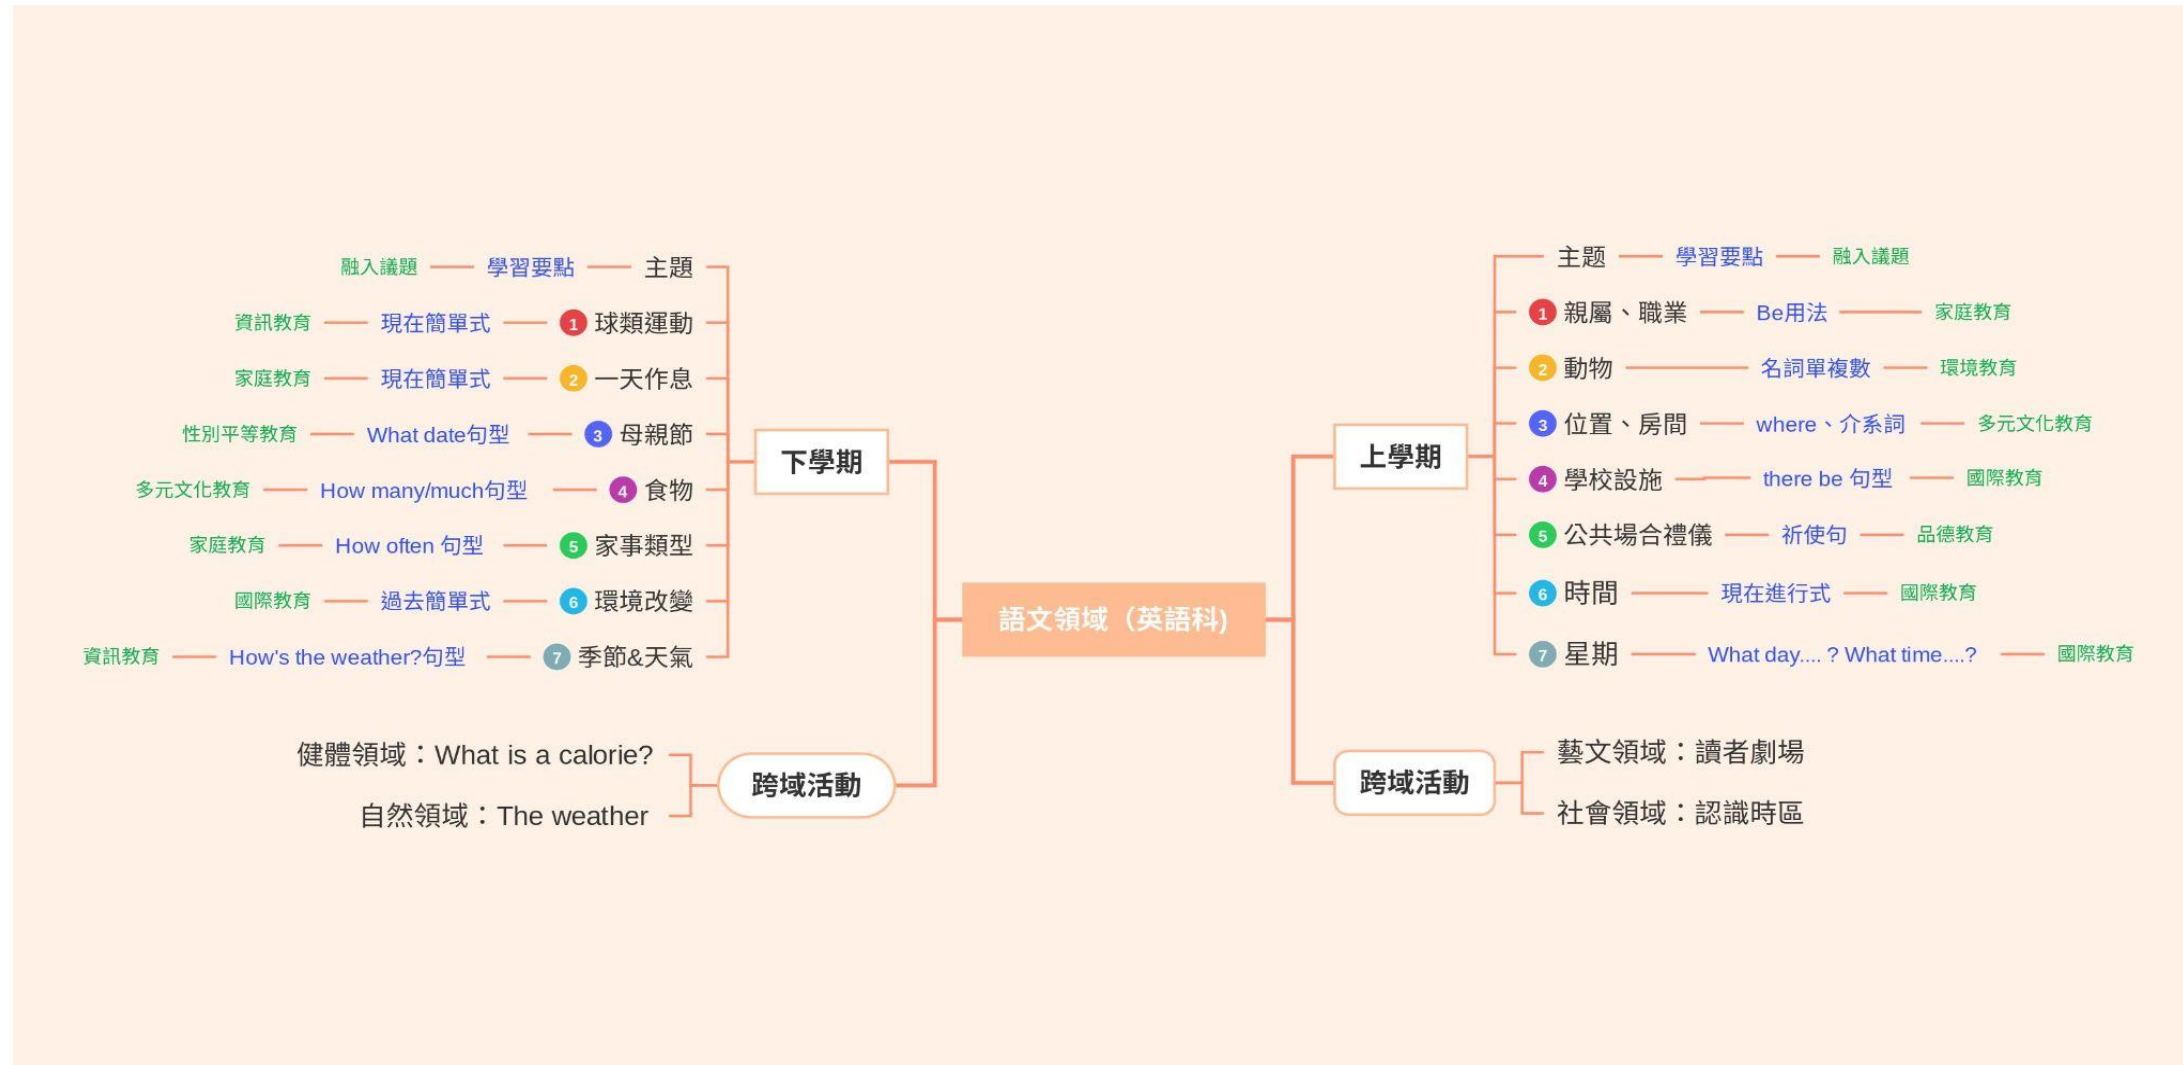 語文領域（英語科)
上學期
主题 學習要點 融入議題
1 親屬、職業 Be用法 家庭教育
2 動物 名詞單複數 環境教育
3 位置、房間 where、介系詞 多元文化教育
4 學校設施 there be 句型 國際教育
5 公共場合禮儀 祈使句 品德教育
6 時間 現在進行式 國際教育
7 星期 What day.... ? What time....? 國際教育
跨域活動
藝文領域：讀者劇場
社會領域：認識時區
下學期
融入議題 學習要點 主題
資訊教育 現在簡單式 1 球類運動
家庭教育 現在簡單式 2 一天作息
性別平等教育 What date句型 3 母親節
多元文化教育 How many/much句型 4 食物
家庭教育 How often 句型 5 家事類型
國際教育 過去簡單式 6 環境改變
資訊教育 How's the weather?句型 7 季節&天氣
跨域活動
健體領域：What is a calorie?
自然領域：The weather